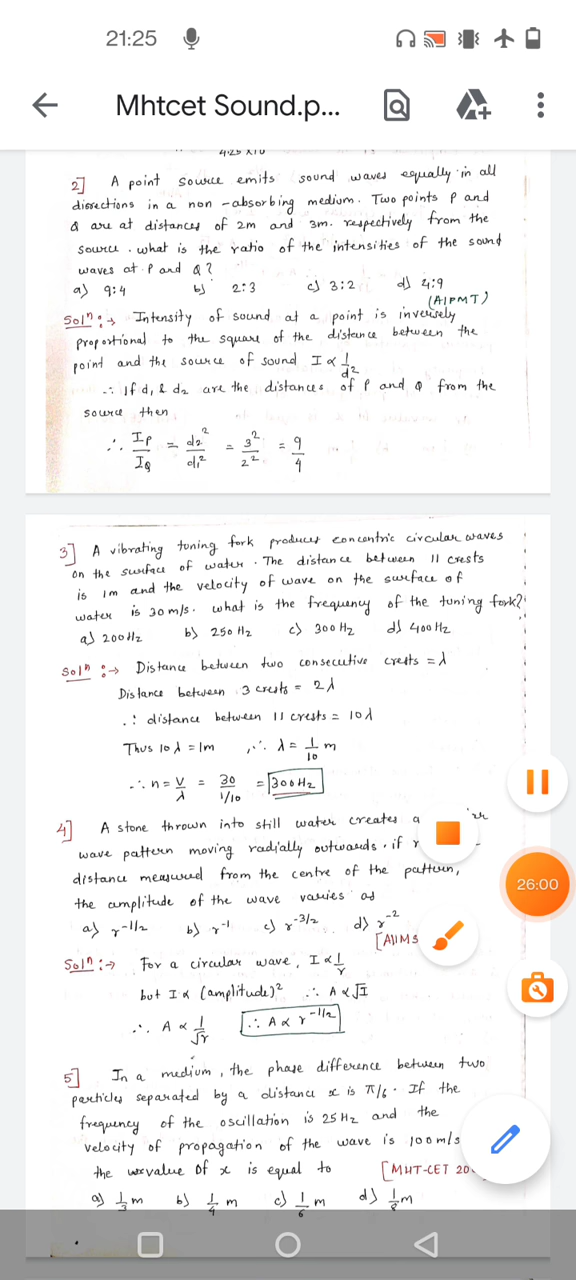 21:25
Mhtcet Sound.p...
2] A point source emits sound waves equally in all
dissections in a non -absorbing medium. Two points P and
Q are at distances of 2m and 3m. respectively from the
source. what is the ratio of the intensities of the sound
waves at P and Q?
a) 9:4 b) 2:3 c) 3:2 d) 4:9
(AIPMT)
Solⁿ :→ Intensity of sound at a point is inversely
proportional to the square of the distance between the
point and the source of sound I ∝ 1/d²
∴ If d₁ & d₂ are the distances of P and Q from the
source then
∴ I_P/I_Q = d₂²/d₁² = 3²/2² = 9/4
3] A vibrating tuning fork produces concentric circular waves
on the surface of water. The distance between 11 crests
is 1m and the velocity of wave on the surface of
water is 30 m/s. what is the frequency of the tuning fork?
a) 200Hz b) 250 Hz c) 300 Hz d) 400Hz
Solⁿ :→ Distance between two consecutive crests = λ
Distance between 3 crests = 2λ
∴ distance between 11 crests = 10λ
Thus 10λ = 1m ∴ λ = 1/10 m
∴ n = V/λ = 30/1/10 = 300Hz
4] A stone thrown into still water creates a
wave pattern moving radially outwards. if r
distance measured from the centre of the pattern,
the amplitude of the wave varies as
a) r^-1/2 b) r^-1 c) r^-3/2 d) r^-2
[AIIMS
Solⁿ :→ For a circular wave, I ∝ 1/r
but I ∝ (amplitude)² ∴ A ∝ √I
∴ A ∝ 1/√r ∴ A ∝ r^-1/2
26:00
5] In a medium, the phase difference between two
particles separated by a distance x is π/6. If the
frequency of the oscillation is 25Hz and the
velocity of propagation of the wave is 100m/s
the value of x is equal to [MHT-CET 20
a) 1/3 m b) 1/4 m c) 1/6 m d) 1/8 m